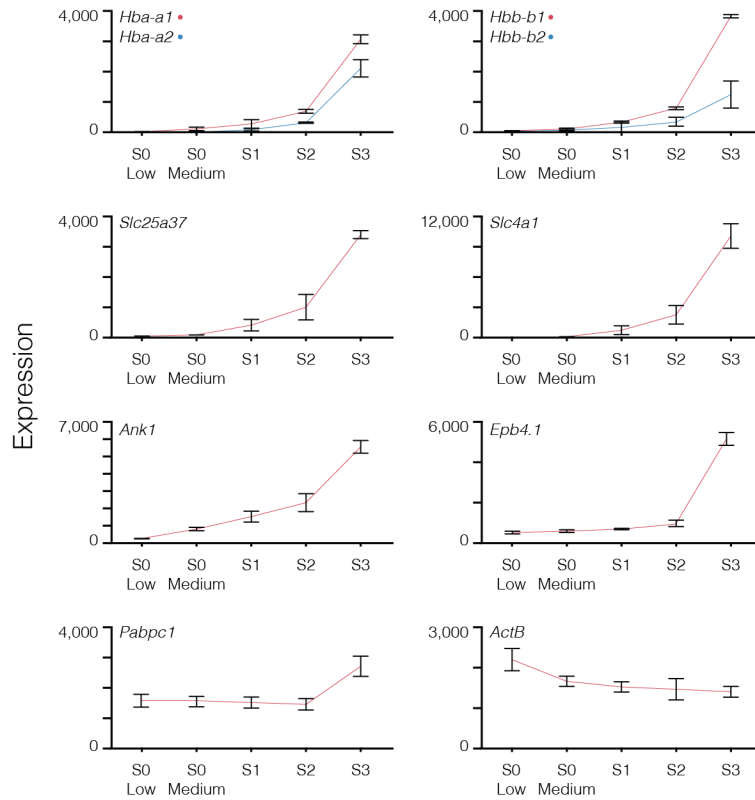 Expression
4,000
Hba-a1
Hba-a2
0
S0 S0 S1 S2 S3
Low Medium
4,000
Hbb-b1
Hbb-b2
0
S0 S0 S1 S2 S3
Low Medium
4,000
Slc25a37
0
S0 S0 S1 S2 S3
Low Medium
12,000
Slc4a1
0
S0 S0 S1 S2 S3
Low Medium
7,000
Ank1
0
S0 S0 S1 S2 S3
Low Medium
6,000
Epb4.1
0
S0 S0 S1 S2 S3
Low Medium
4,000
Pabpc1
0
S0 S0 S1 S2 S3
Low Medium
3,000
ActB
0
S0 S0 S1 S2 S3
Low Medium